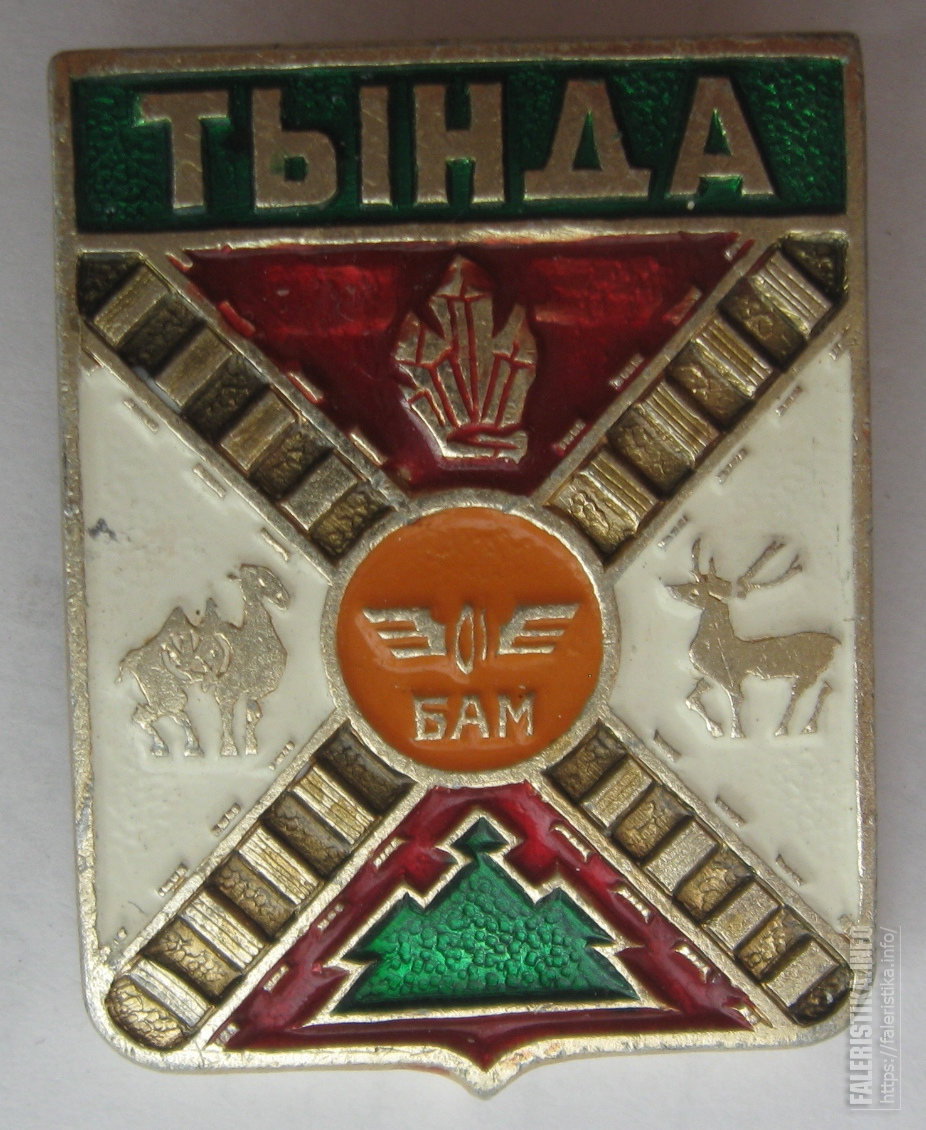 ТЫНДА
БАМ
FALERISTIKA.INFO
https://faleristika.info/